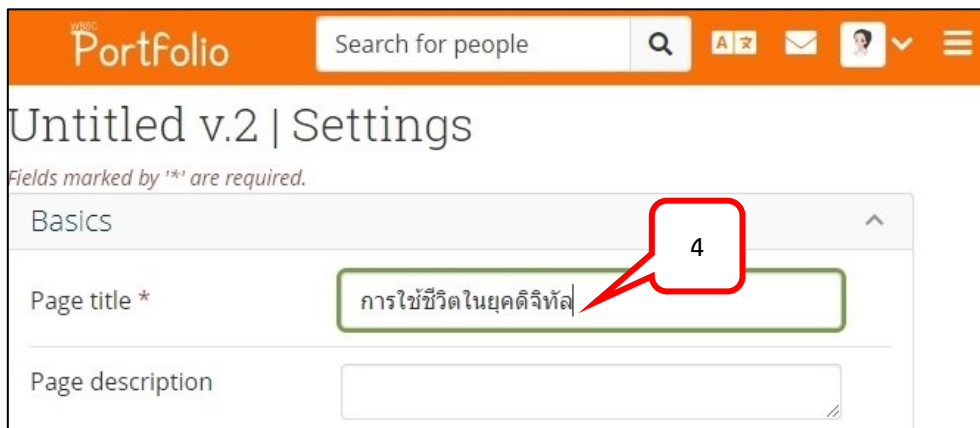 WBSC
Portfolio
Search for people
A
Untitled v.2 | Settings
Fields marked by '*' are required.
Basics
4
Page title *
การใช้ชีวิตในยุคดิจิทัล
Page description